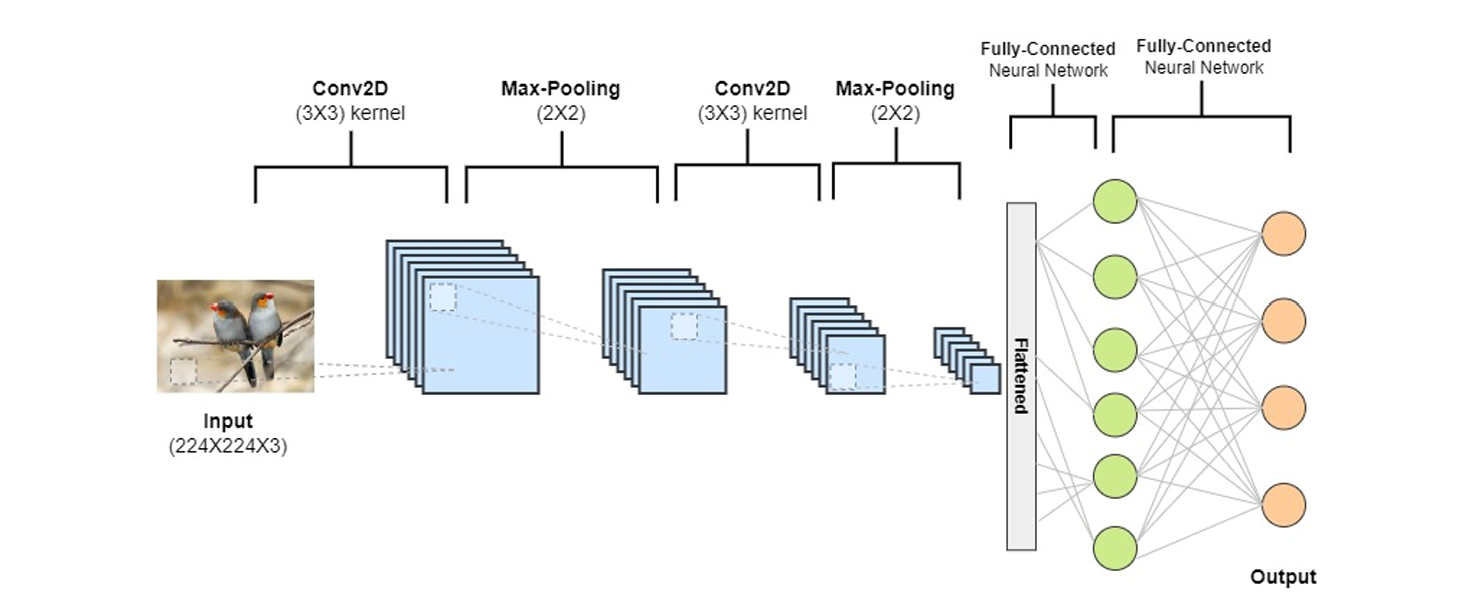 Fully-Connected
Neural Network
Fully-Connected
Neural Network
Conv2D
(3X3) kernel
Max-Pooling
(2X2)
Conv2D
(3X3) kernel
Max-Pooling
(2X2)
Flattened
Input
(224X224X3)
Output